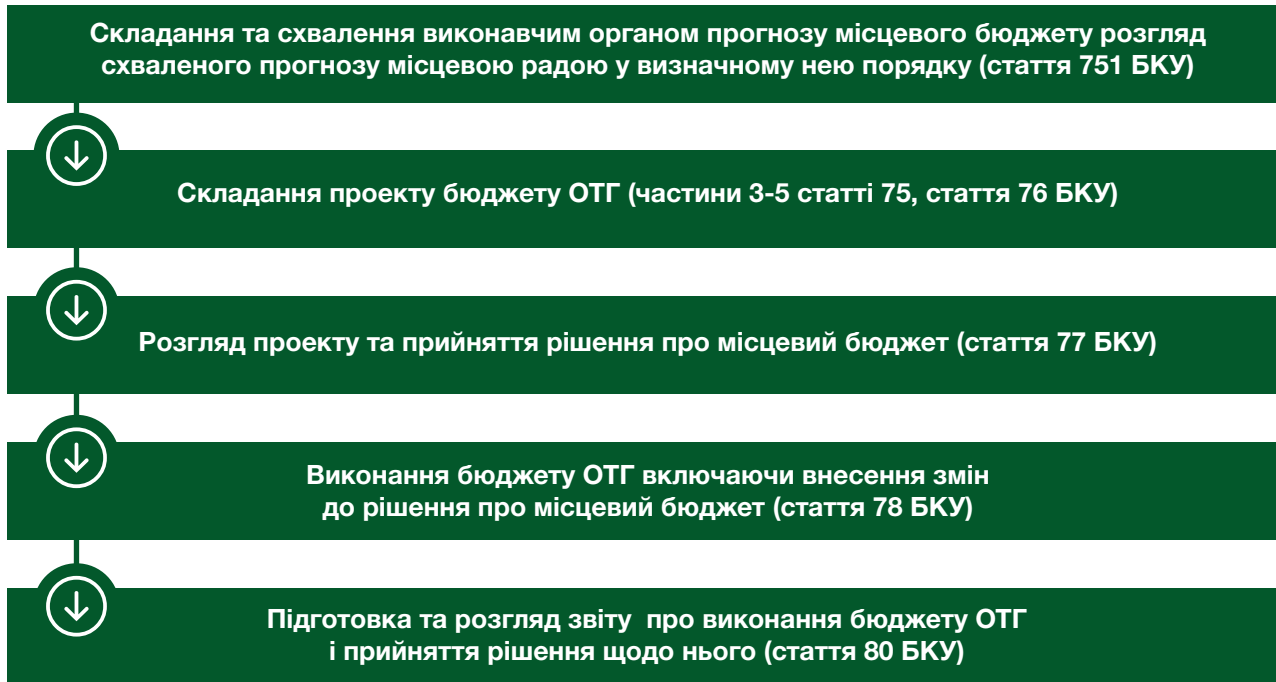 Складання та схвалення виконавчим органом прогнозу місцевого бюджету розгляд
схваленого прогнозу місцевою радою у визначному нею порядку (стаття 751 БКУ)
Складання проекту бюджету ОТГ (частини 3-5 статті 75, стаття 76 БКУ)
Розгляд проекту та прийняття рішення про місцевий бюджет (стаття 77 БКУ)
Виконання бюджету ОТГ включаючи внесення змін
до рішення про місцевий бюджет (стаття 78 БКУ)
Підготовка та розгляд звіту про виконання бюджету ОТГ
і прийняття рішення щодо нього (стаття 80 БКУ)